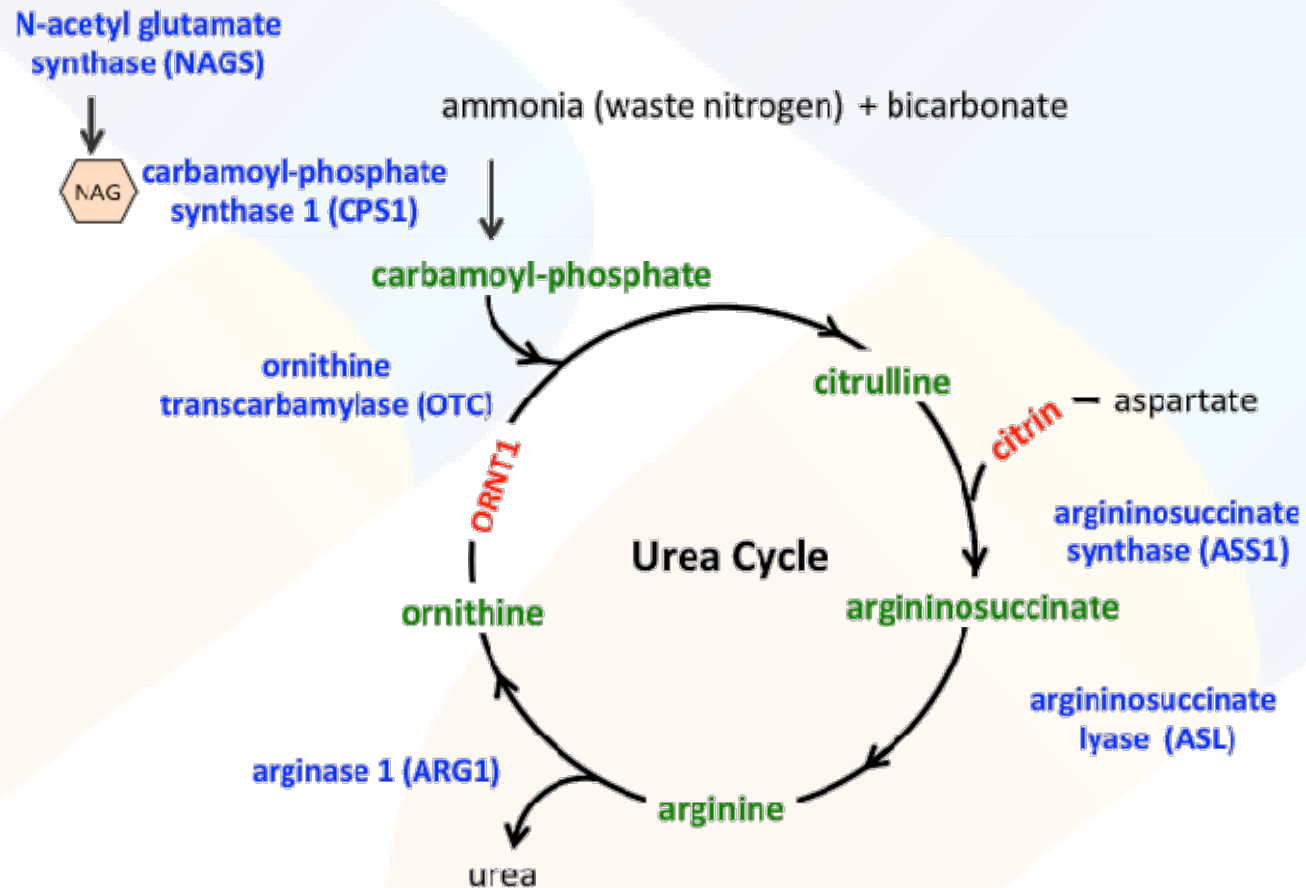 N-acetyl glutamate
synthase (NAGS)
ammonia (waste nitrogen) + bicarbonate
NAG
carbamoyl-phosphate
synthase 1 (CPS1)
carbamoyl-phosphate
ornithine
transcarbamylase (OTC)
citrulline
citrin
aspartate
ORNT1
argininosuccinate
synthase (ASS1)
Urea Cycle
ornithine
argininosuccinate
argininosuccinate
lyase (ASL)
arginase 1 (ARG1)
arginine
urea